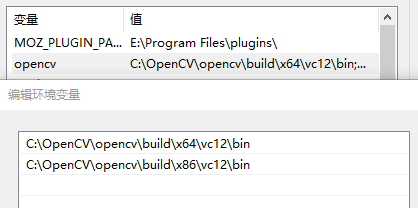 变量 值
MOZ_PLUGIN_PA... E:\Program Files\plugins\
opencv C:\OpenCV\opencv\build\x64\vc12\bin;...
编辑环境变量
C:\OpenCV\opencv\build\x64\vc12\bin
C:\OpenCV\opencv\build\x86\vc12\bin